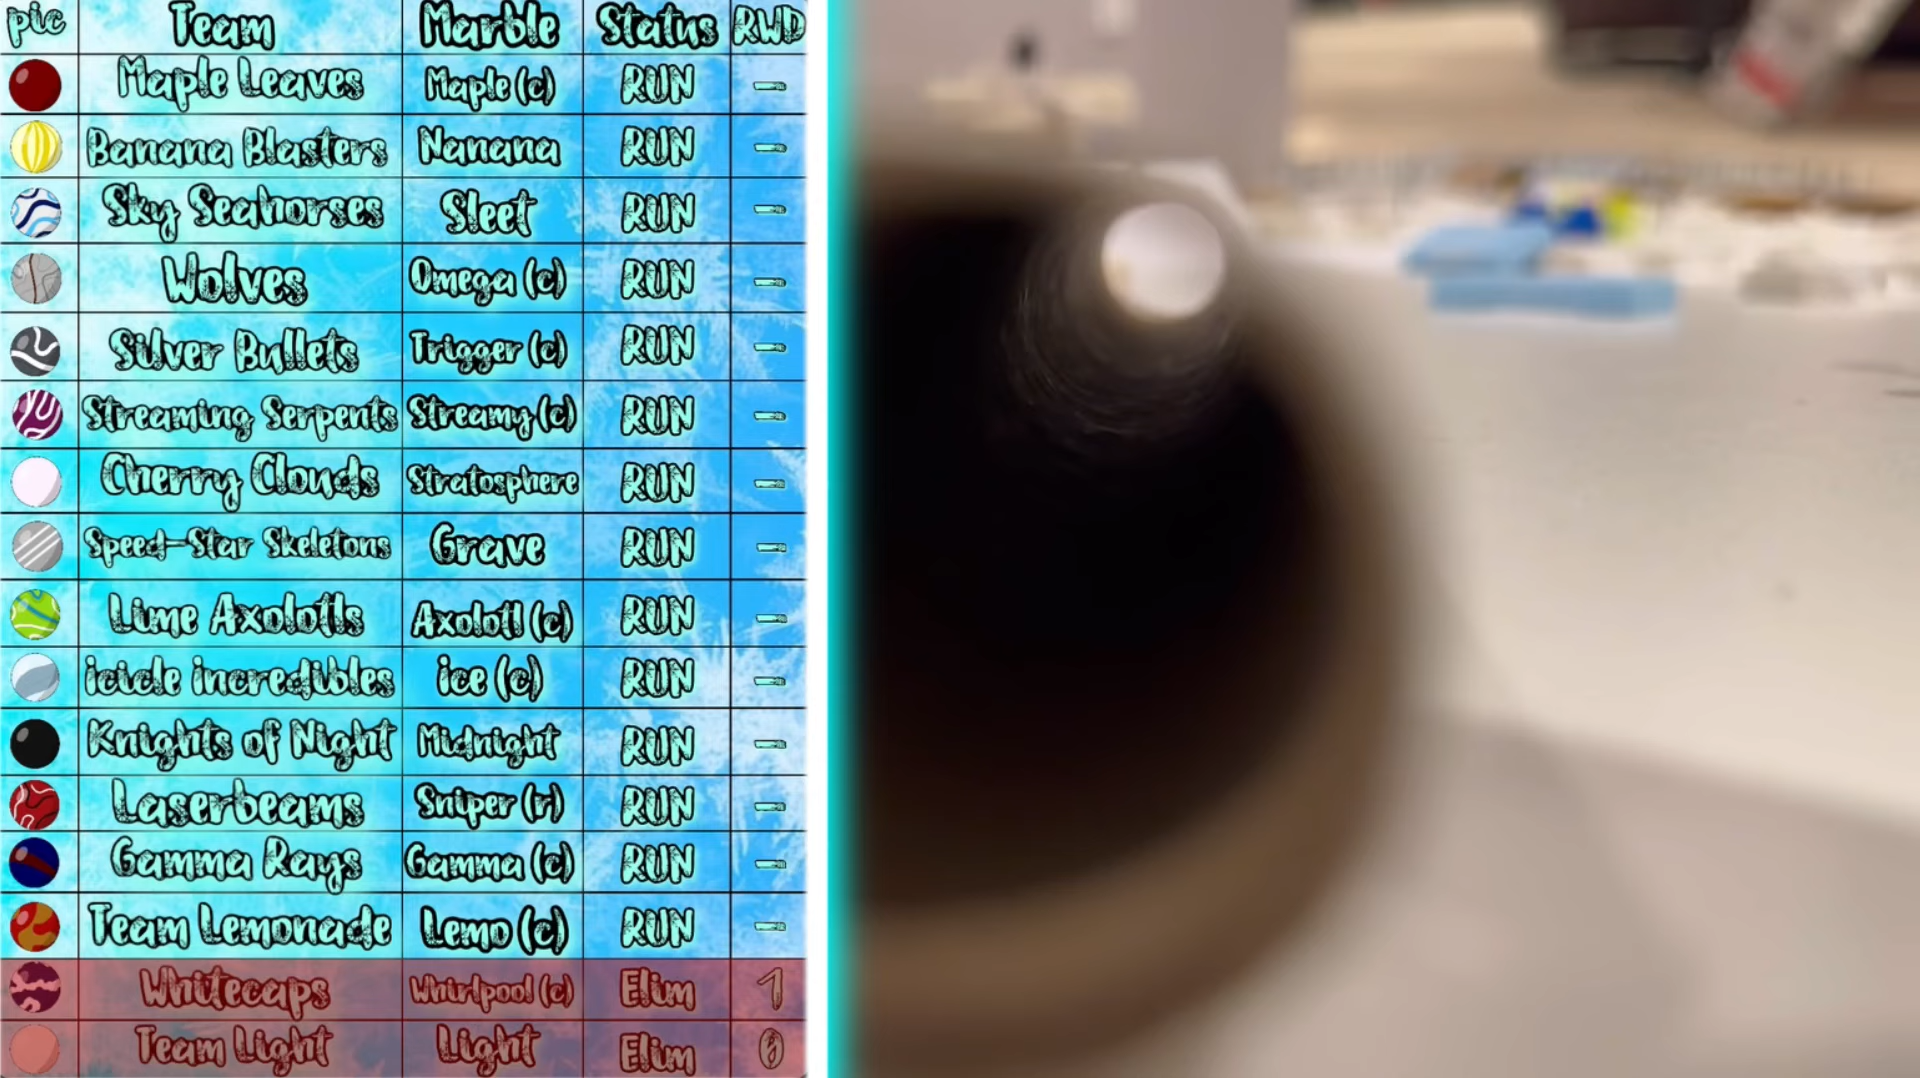 pic Team Marble Status RWD
Maple Leaves Maple (c) RUN -
Banana Blasters Nanana RUN -
Sky Seahorses Sleet RUN -
Wolves Omega (c) RUN -
Silver Bullets Trigger (c) RUN -
Streaming Serpents Streamy (c) RUN -
Cherry Clouds Stratosphere RUN -
Speed-Star Skeletons Grave RUN -
Lime Axolotls Axolotl (c) RUN -
icicle incredibles ice (c) RUN -
Knights of Night Midnight RUN -
Laserbeams Sniper (r) RUN -
Gamma Rays Gamma (c) RUN -
Team Lemonade Lemo (c) RUN -
Whitecaps Whirlpool (c) Elim 1
Team Light Light Elim 0